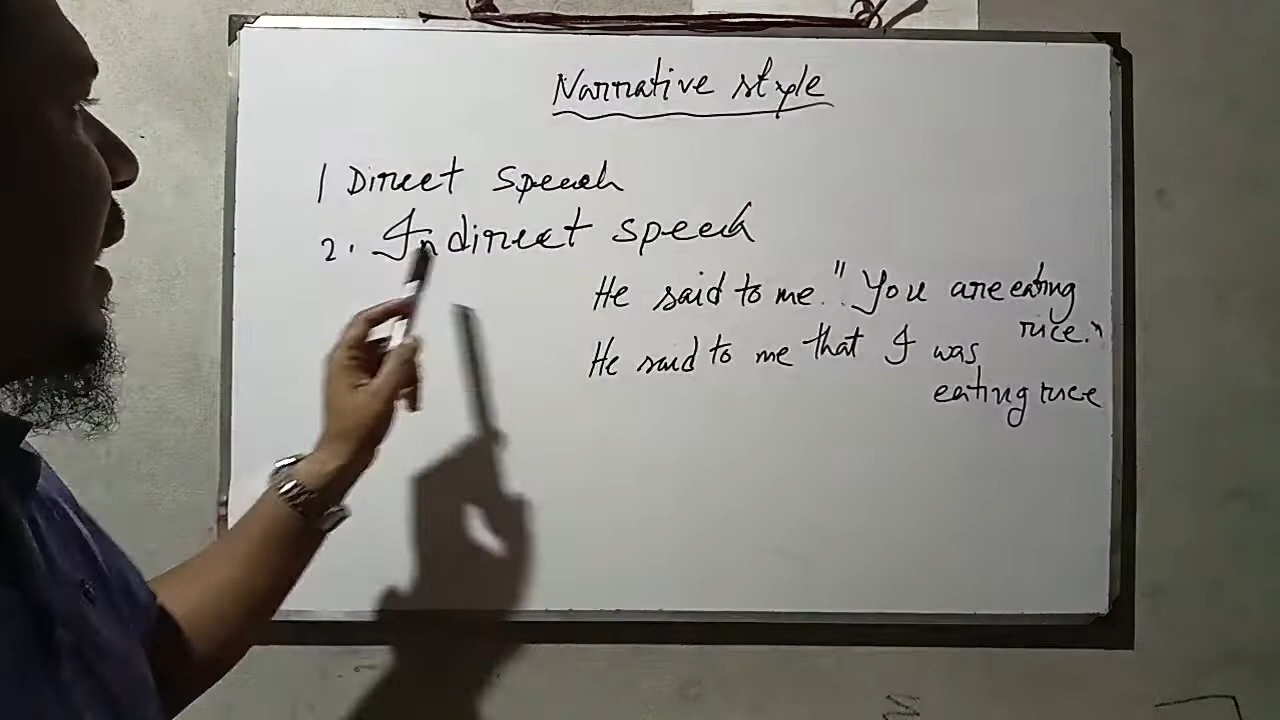 Narrative style
1 Direct speech
2. Indirect speech
He said to me. "You are eating
rice."
He said to me that I was
eating rice